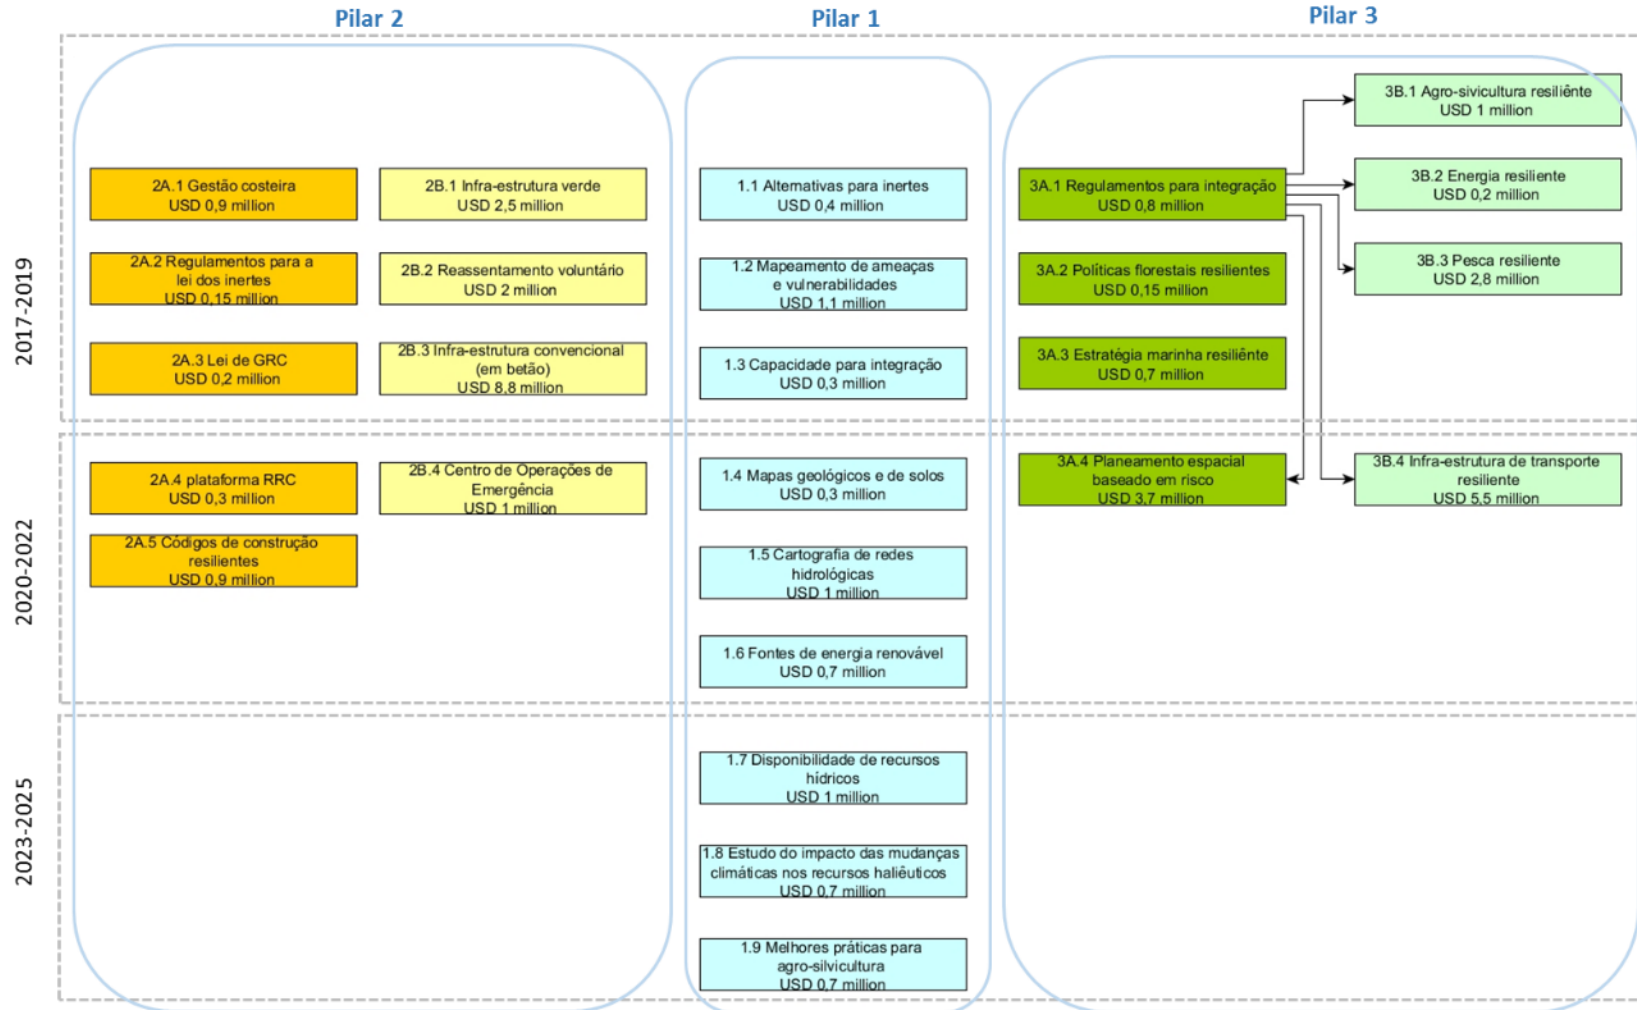 Pilar 2
Pilar 1
Pilar 3
2017-2019
2A.1 Gestão costeira
USD 0,9 million
2A.2 Regulamentos para a
lei dos inertes
USD 0,15 million
2A.3 Lei de GRC
USD 0,2 million
2B.1 Infra-estrutura verde
USD 2,5 million
2B.2 Reassentamento voluntário
USD 2 million
2B.3 Infra-estrutura convencional
(em betão)
USD 8,8 million
1.1 Alternativas para inertes
USD 0,4 million
1.2 Mapeamento de ameaças
e vulnerabilidades
USD 1,1 million
1.3 Capacidade para integração
USD 0,3 million
3A.1 Regulamentos para integração
USD 0,8 million
3A.2 Políticas florestais resilientes
USD 0,15 million
3A.3 Estratégia marinha resiliênte
USD 0,7 million
3B.1 Agro-sivicultura resiliênte
USD 1 million
3B.2 Energia resiliente
USD 0,2 million
3B.3 Pesca resiliente
USD 2,8 million
2020-2022
2A.4 plataforma RRC
USD 0,3 million
2A.5 Códigos de construção
resilientes
USD 0,9 million
2B.4 Centro de Operações de
Emergência
USD 1 million
1.4 Mapas geológicos e de solos
USD 0,3 million
1.5 Cartografia de redes
hidrológicas
USD 1 million
1.6 Fontes de energia renovável
USD 0,7 million
3A.4 Planeamento espacial
baseado em risco
USD 3,7 million
3B.4 Infra-estrutura de transporte
resiliente
USD 5,5 million
2023-2025
1.7 Disponibilidade de recursos
hídricos
USD 1 million
1.8 Estudo do impacto das mudanças
climáticas nos recursos haliêuticos
USD 0,7 million
1.9 Melhores práticas para
agro-silvicultura
USD 0,7 million